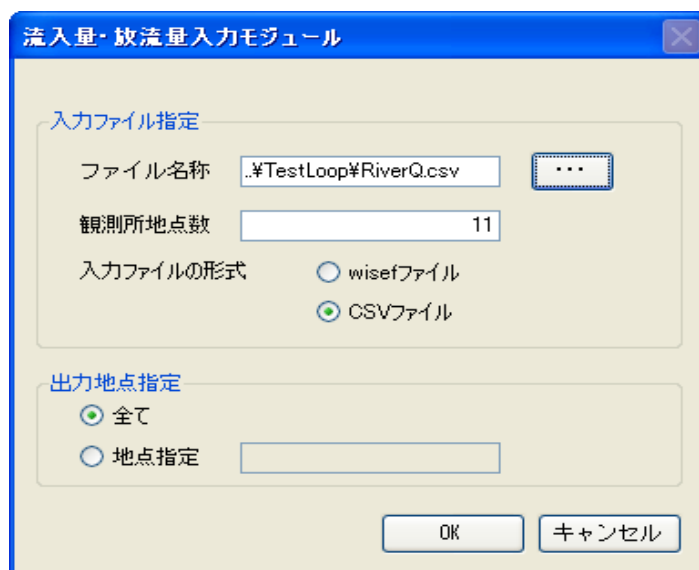 流入量・放流量入力モジュール
入力ファイル指定
ファイル名称 ..¥TestLoop¥RiverQ.csv ...
観測所地点数 11
入力ファイルの形式 wisefファイル
CSVファイル
出力地点指定
全て
地点指定
OK キャンセル